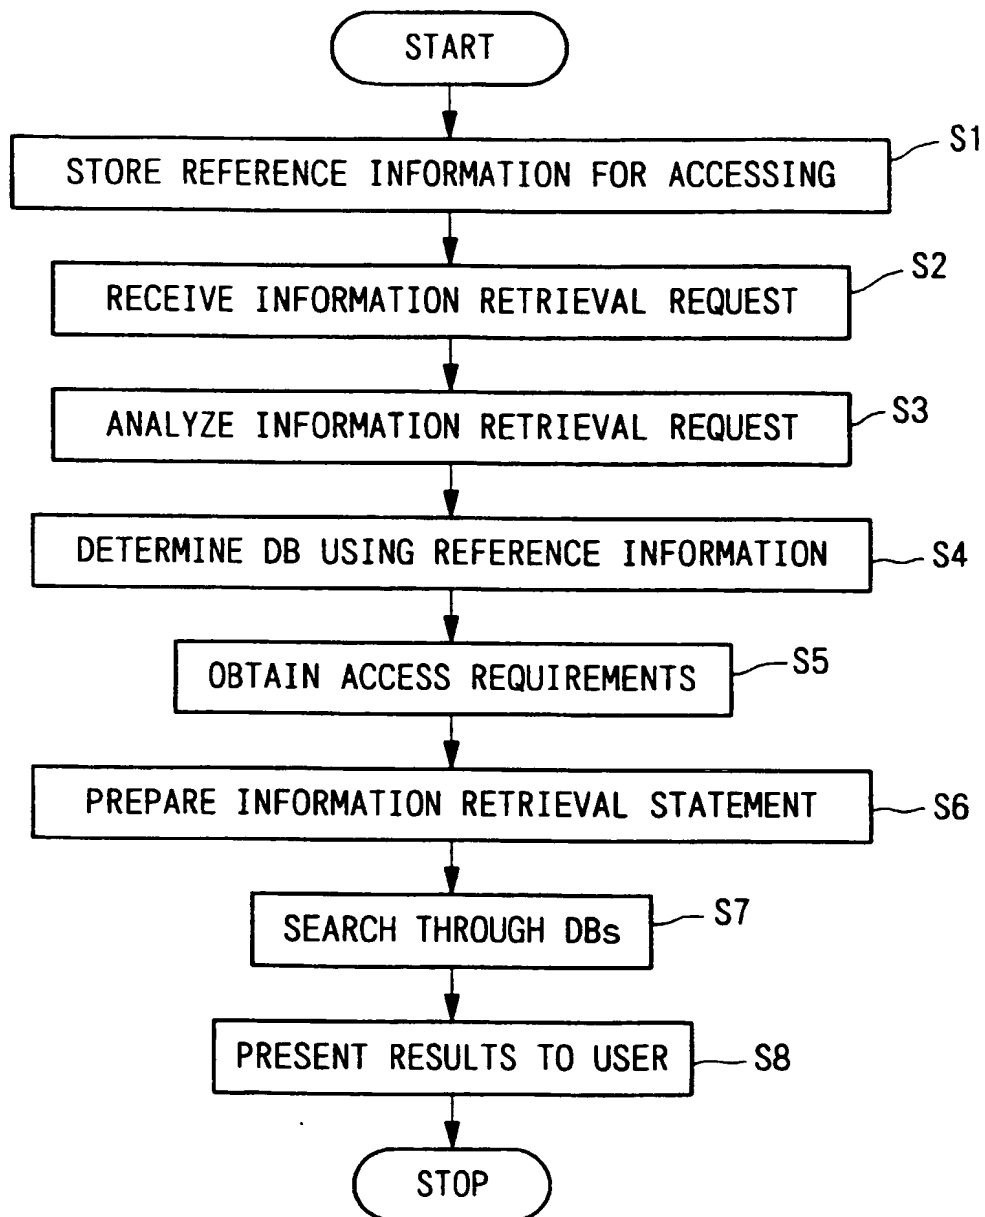 START
STORE REFERENCE INFORMATION FOR ACCESSING
S1
RECEIVE INFORMATION RETRIEVAL REQUEST
S2
ANALYZE INFORMATION RETRIEVAL REQUEST
S3
DETERMINE DB USING REFERENCE INFORMATION
S4
OBTAIN ACCESS REQUIREMENTS
S5
PREPARE INFORMATION RETRIEVAL STATEMENT
S6
SEARCH THROUGH DBs
S7
PRESENT RESULTS TO USER
S8
STOP